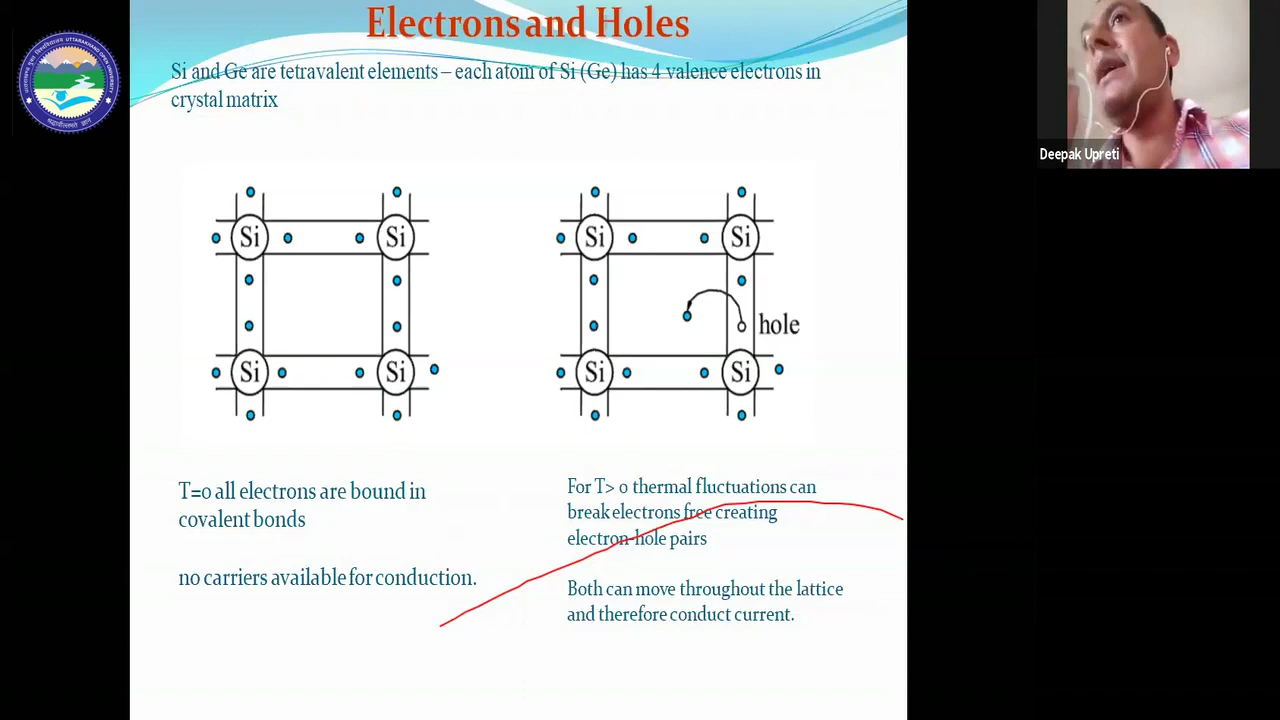 Electrons and Holes
Si and Ge are tetravalent elements – each atom of Si (Ge) has 4 valence electrons in
crystal matrix
Deepak Upreti
Si Si Si Si
hole
Si Si Si Si
T=0 all electrons are bound in
covalent bonds
no carriers available for conduction.
For T> 0 thermal fluctuations can
break electrons free creating
electron-hole pairs
Both can move throughout the lattice
and therefore conduct current.